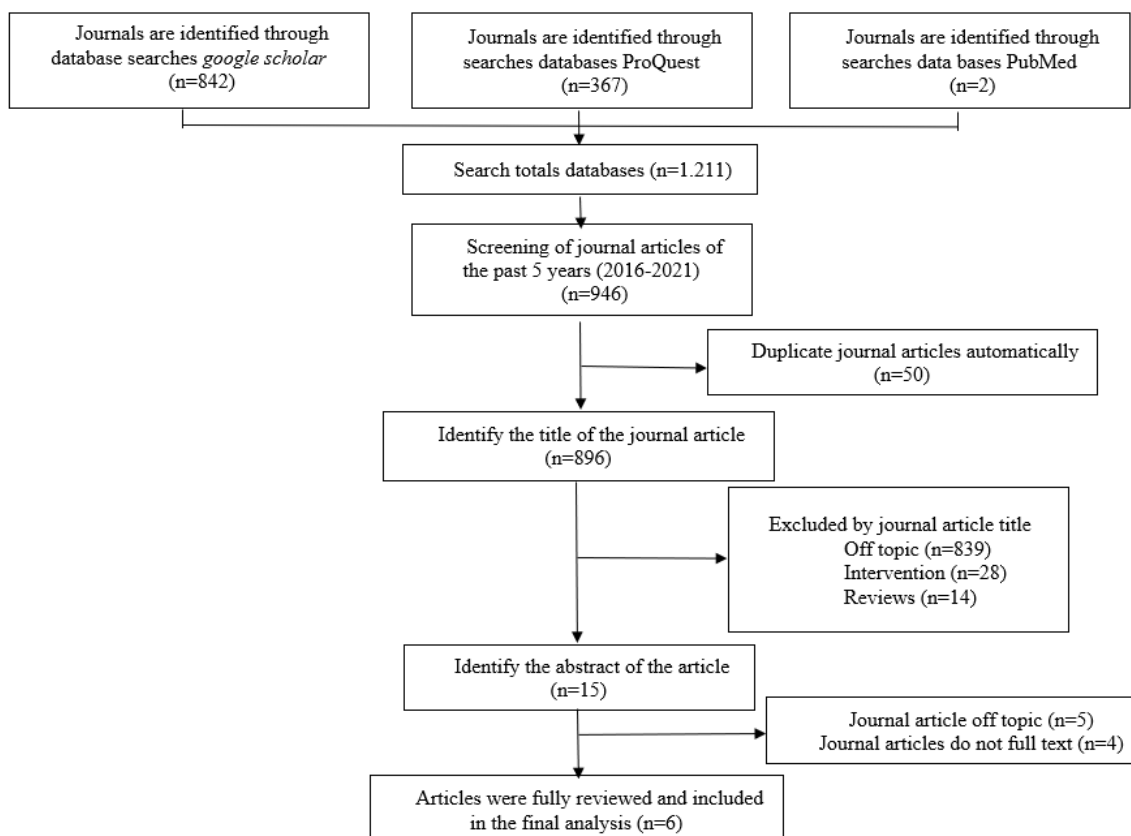 Journals are identified through
database searches google scholar
(n=842)
Journals are identified through
searches databases ProQuest
(n=367)
Journals are identified through
searches data bases PubMed
(n=2)
Search totals databases (n=1.211)
Screening of journal articles of
the past 5 years (2016-2021)
(n=946)
Duplicate journal articles automatically
(n=50)
Identify the title of the journal article
(n=896)
Excluded by journal article title
Off topic (n=839)
Intervention (n=28)
Reviews (n=14)
Identify the abstract of the article
(n=15)
Journal article off topic (n=5)
Journal articles do not full text (n=4)
Articles were fully reviewed and included
in the final analysis (n=6)